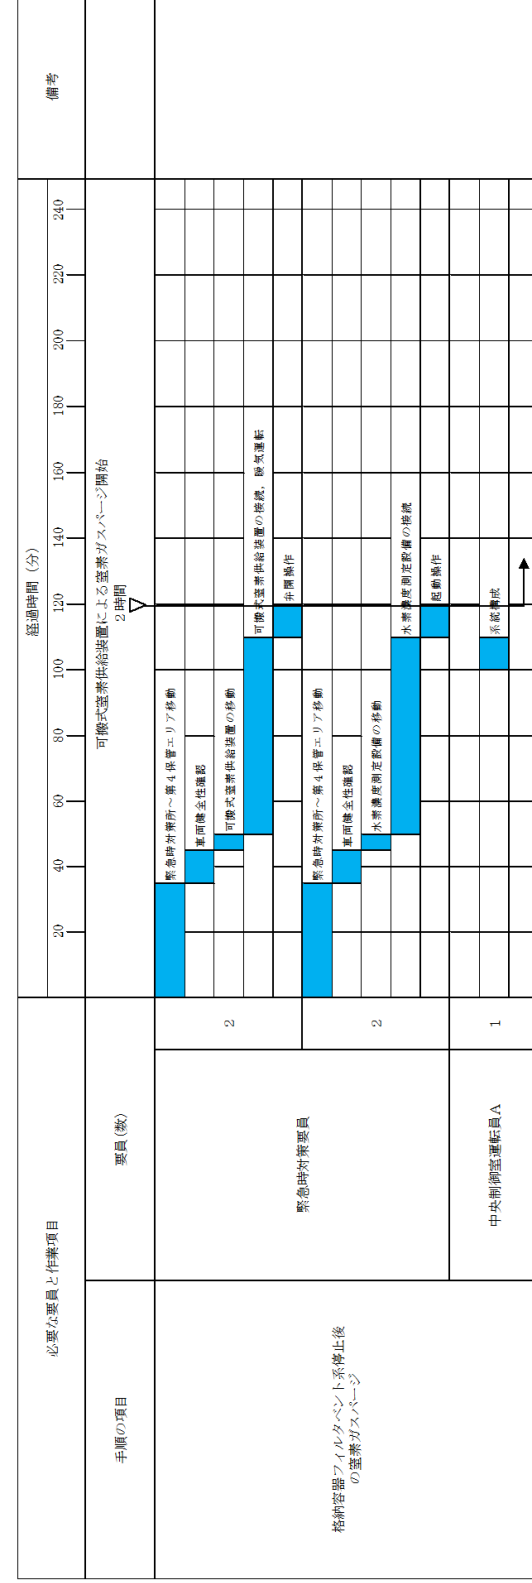 必要な要員と作業項目
経過時間（分）
備考
手順の項目
要員(数)
20 40 60 80 100 120 140 160 180 200 220 240
可搬式窒素供給装置による窒素ガスパージ開始
2時間
格納容器フィルタベント系停止後
の窒素ガスパージ
緊急時対策要員
2
緊急時対策所～第４保管エリア移動
車両健全性確認
可搬式窒素供給装置の移動
可搬式窒素供給装置の接続，暖気運転
弁開操作
2
緊急時対策所～第４保管エリア移動
車両健全性確認
水素濃度測定設備の移動
水素濃度測定設備の接続
起動操作
中央制御室運転員A
1
系統構成